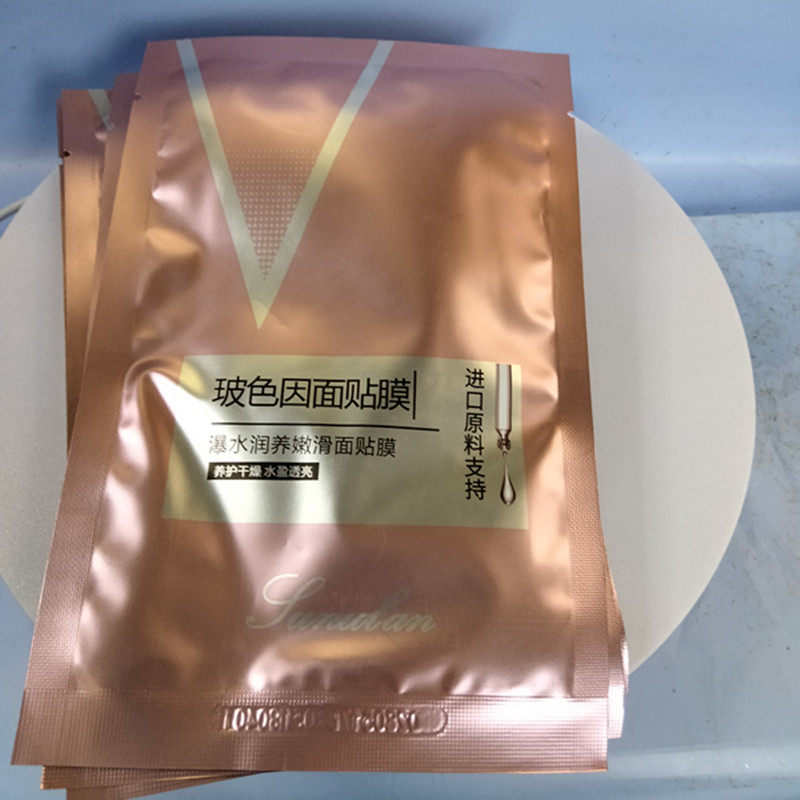 玻色因面贴膜
瀑水润养嫩滑面贴膜
养护干燥 水盈透亮
进口原料支持
Sunulan